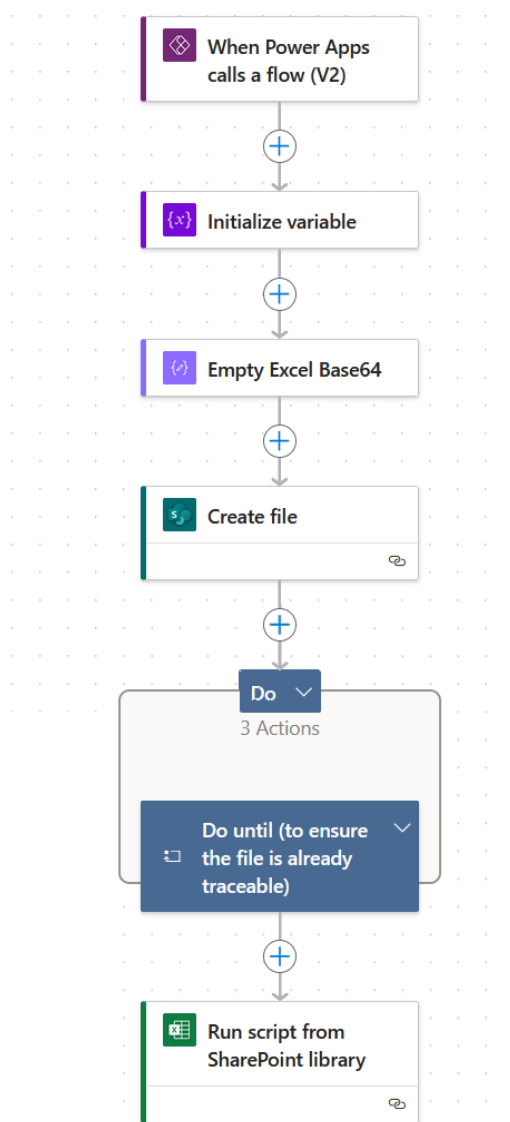 When Power Apps
calls a flow (V2)
{x}
Initialize variable
Empty Excel Base64
S
Create file
Do
3 Actions
Do until (to ensure
the file is already
traceable)
Run script from
SharePoint library